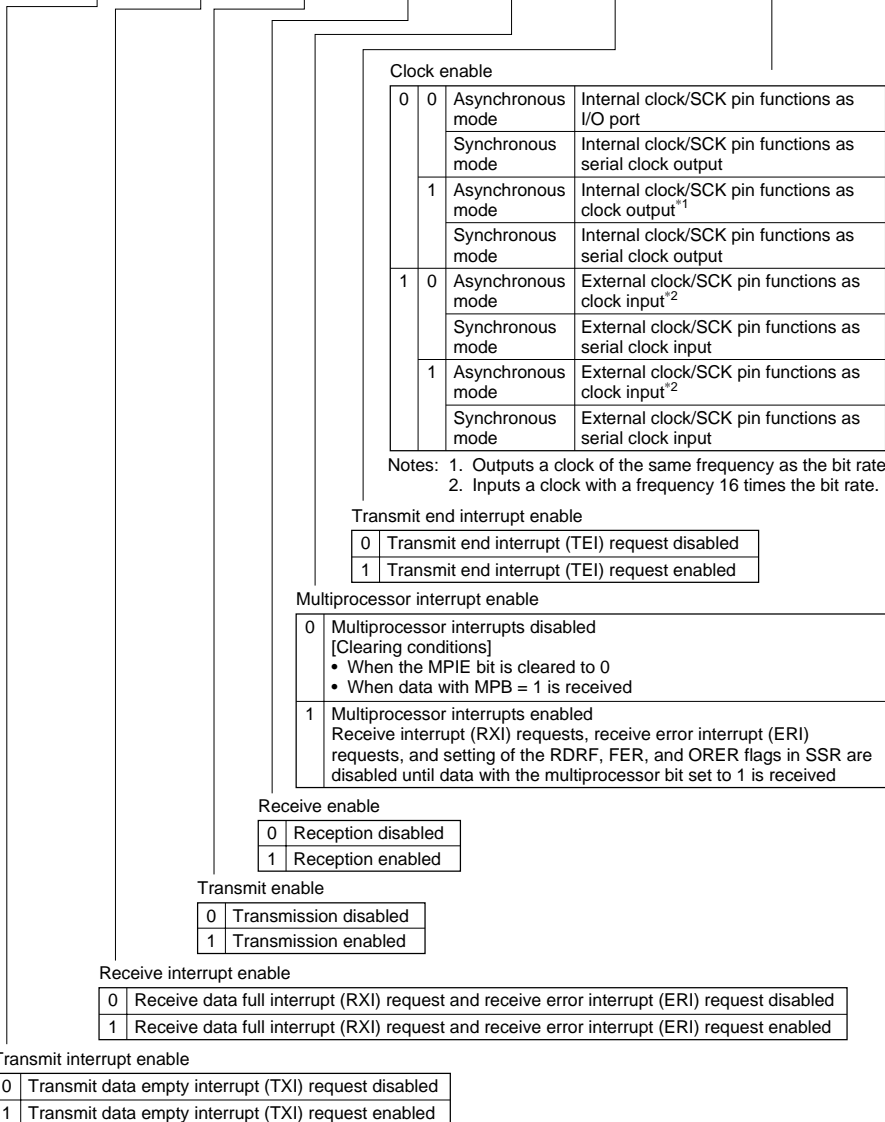 Clock enable
0 0 Asynchronous mode Internal clock/SCK pin functions as I/O port
Synchronous mode Internal clock/SCK pin functions as serial clock output
1 Asynchronous mode Internal clock/SCK pin functions as clock output*1
Synchronous mode Internal clock/SCK pin functions as serial clock output
1 0 Asynchronous mode External clock/SCK pin functions as clock input*2
Synchronous mode External clock/SCK pin functions as serial clock input
1 Asynchronous mode External clock/SCK pin functions as clock input*2
Synchronous mode External clock/SCK pin functions as serial clock input
Notes: 1. Outputs a clock of the same frequency as the bit rate
2. Inputs a clock with a frequency 16 times the bit rate.
Transmit end interrupt enable
0 Transmit end interrupt (TEI) request disabled
1 Transmit end interrupt (TEI) request enabled
Multiprocessor interrupt enable
0 Multiprocessor interrupts disabled
[Clearing conditions]
• When the MPIE bit is cleared to 0
• When data with MPB = 1 is received
1 Multiprocessor interrupts enabled
Receive interrupt (RXI) requests, receive error interrupt (ERI)
requests, and setting of the RDRF, FER, and ORER flags in SSR are
disabled until data with the multiprocessor bit set to 1 is received
Receive enable
0 Reception disabled
1 Reception enabled
Transmit enable
0 Transmission disabled
1 Transmission enabled
Receive interrupt enable
0 Receive data full interrupt (RXI) request and receive error interrupt (ERI) request disabled
1 Receive data full interrupt (RXI) request and receive error interrupt (ERI) request enabled
Transmit interrupt enable
0 Transmit data empty interrupt (TXI) request disabled
1 Transmit data empty interrupt (TXI) request enabled